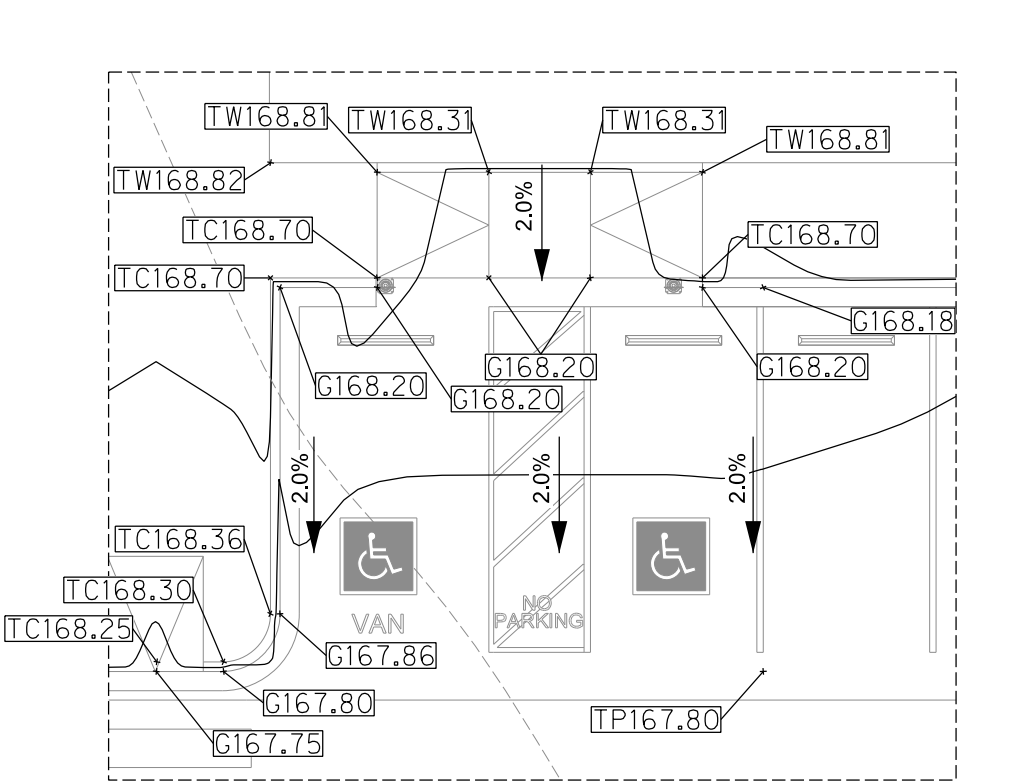 TW168.81
TW168.31
TW168.31
TW168.81
TW168.82
2.0%
TC168.70
TC168.70
TC168.70
G168.18
G168.20
G168.20
G168.20
G168.20
2.0%
2.0%
2.0%
TC168.36
TC168.30
TC168.25
VAN
NO
PARKING
G167.86
G167.80
TP167.80
G167.75